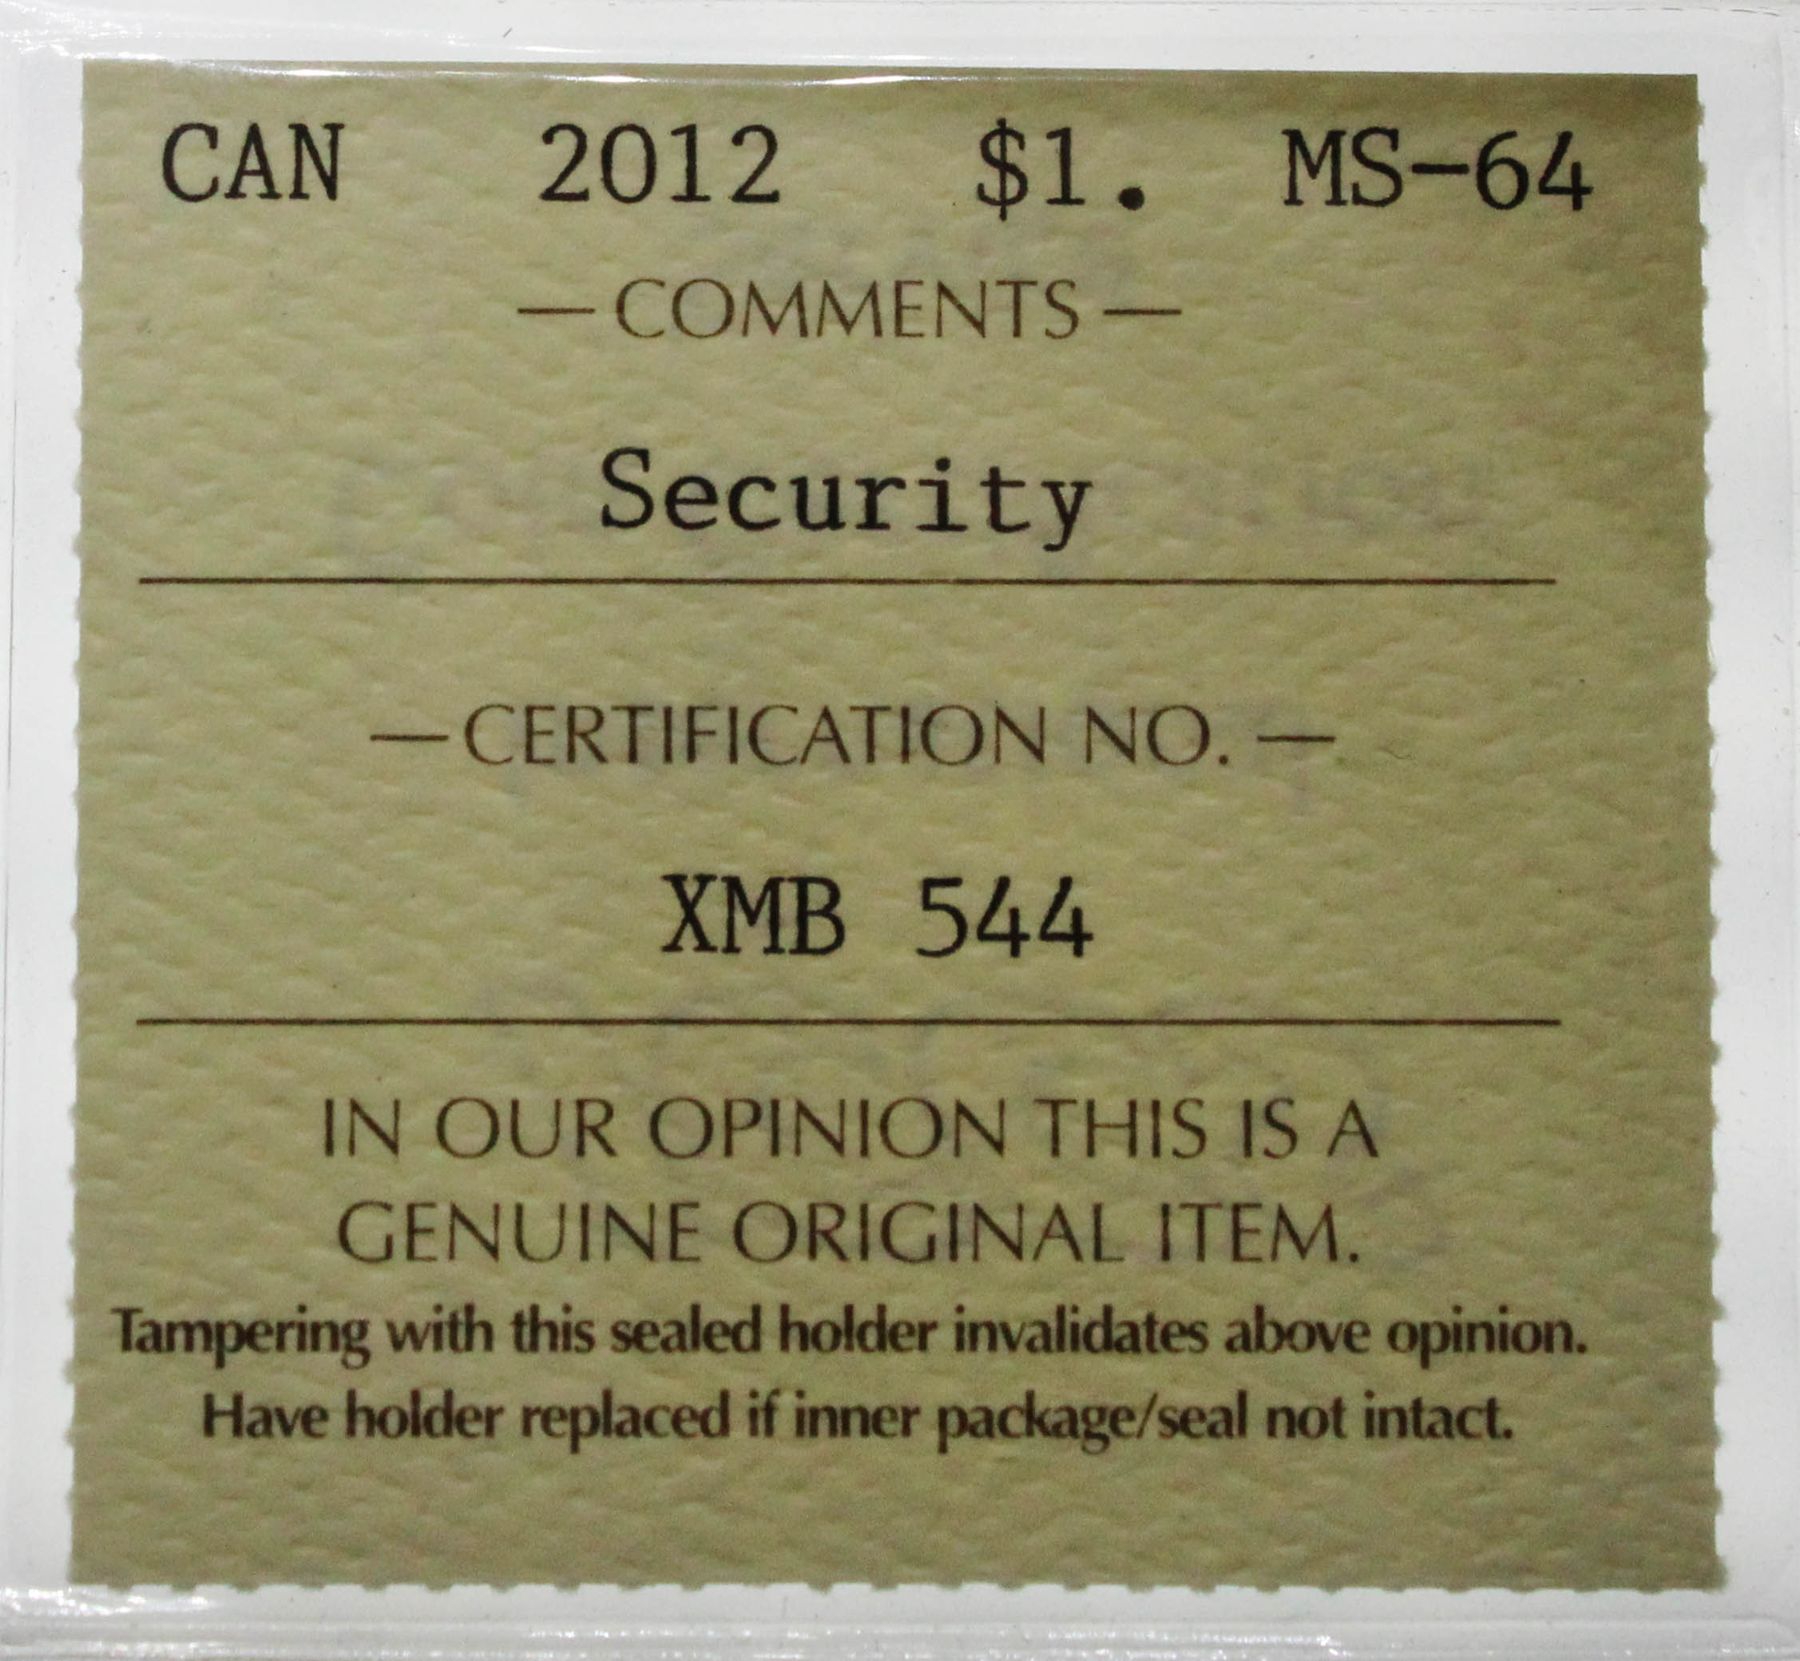 CAN 2012 $1. MS-64
— COMMENTS —
Security
— CERTIFICATION NO. —
XMB 544
IN OUR OPINION THIS IS A
GENUINE ORIGINAL ITEM.
Tampering with this sealed holder invalidates above opinion.
Have holder replaced if inner package/seal not intact.